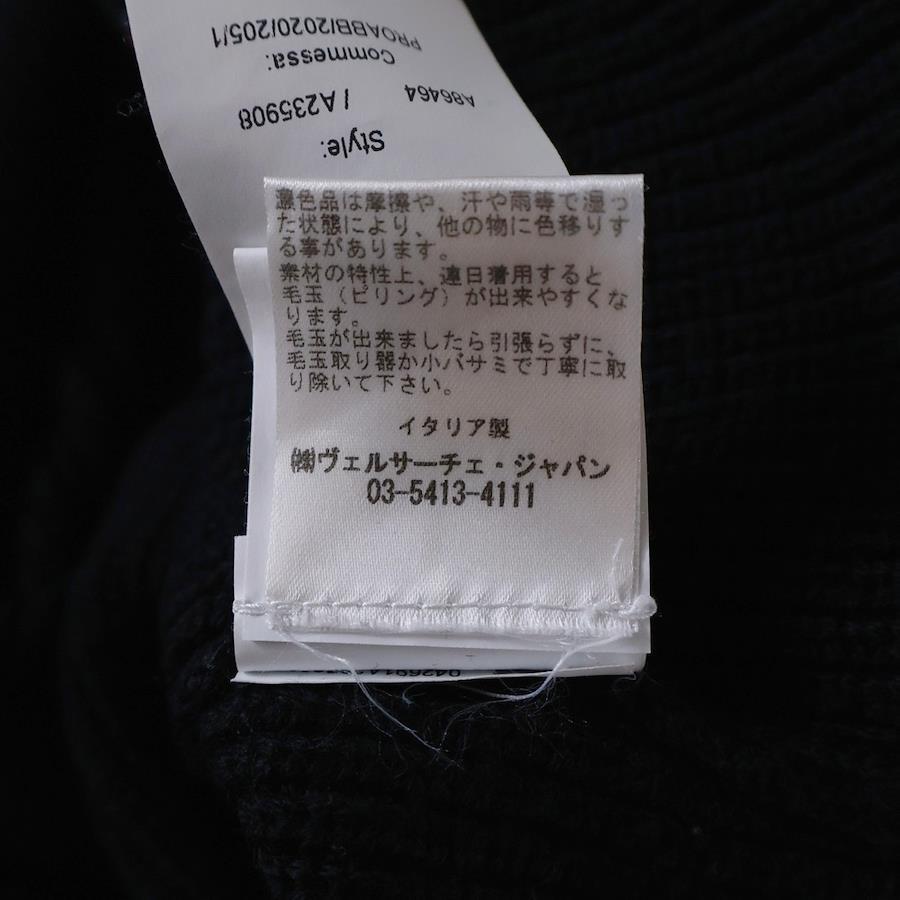 Style:
A86464 / A235908
Commessa:
PROABB/2020/205/1
濃色品は摩擦や、汗や雨等で湿っ
た状態により、他の物に色移りす
る事があります。
素材の特性上、連日着用すると
毛玉（ピリング）が出来やすくな
ります。
毛玉が出来ましたら引張らずに、
毛玉取り器か小バサミで丁寧に取
り除いて下さい。
イタリア製
㈱ヴェルサーチェ・ジャパン
03-5413-4111